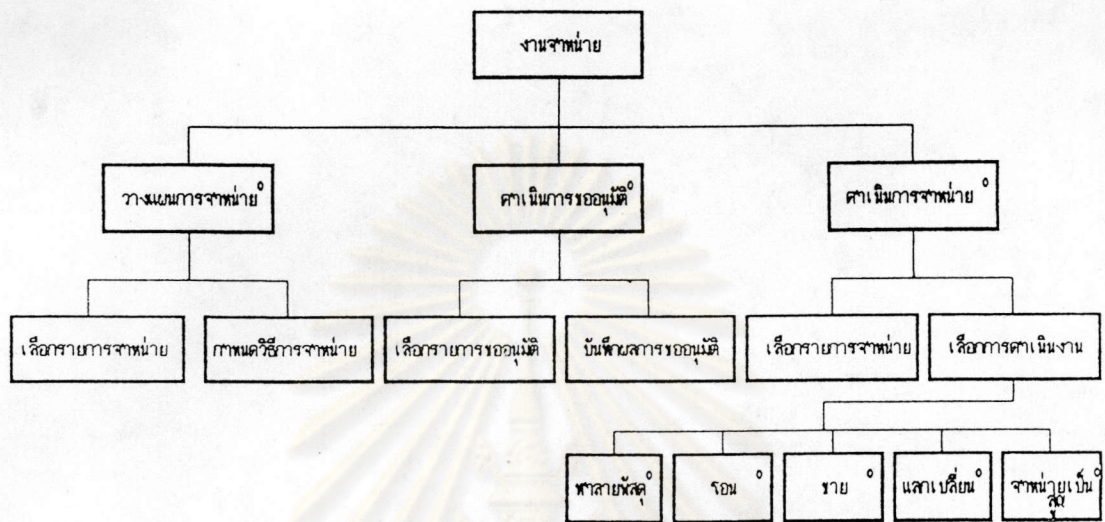 งานจำหน่าย
วางแผนการจำหน่าย°
ดำเนินการขออนุมัติ°
ดำเนินการจำหน่าย°
เลือกรายการจำหน่าย
กำหนดวิธีการจำหน่าย
เลือกรายการขออนุมัติ
บันทึกผลการขออนุมัติ
เลือกรายการจำหน่าย
เลือกการดำเนินงาน
ทำลายพัสดุ°
โอน°
ขาย°
แลกเปลี่ยน°
จำหน่ายเป็น°
สูญ